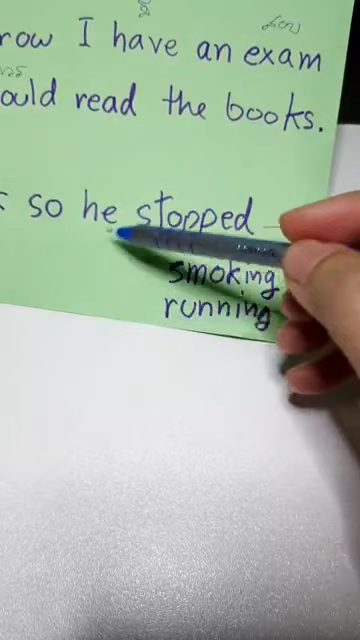 row I have an exam
ould read the books.
so he stopped
smoking
running